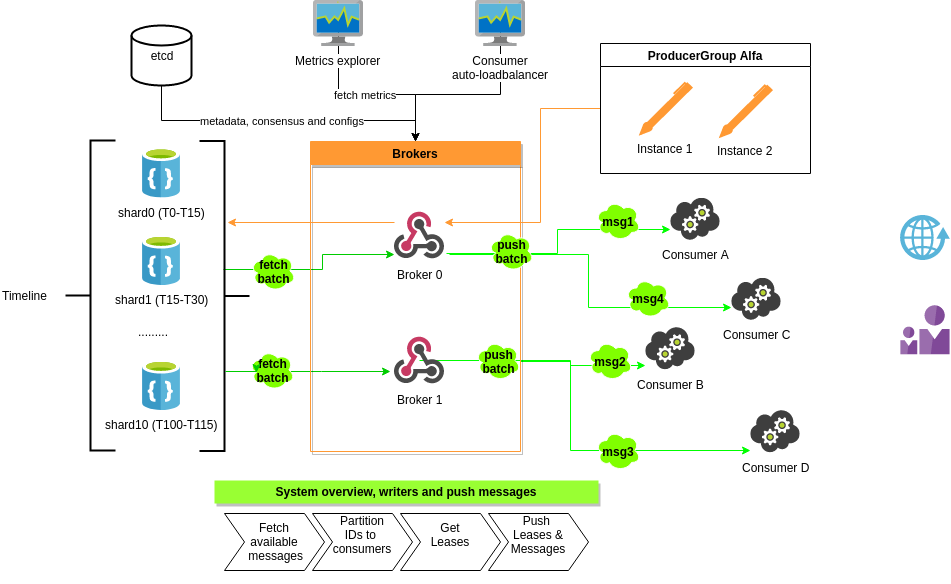 etcd
Metrics explorer
Consumer
auto-loadbalancer
fetch metrics
metadata, consensus and configs
ProducerGroup Alfa
Instance 1
Instance 2
Brokers
Timeline
shard0 (T0-T15)
shard1 (T15-T30)
.........
shard10 (T100-T115)
fetch
batch
fetch
batch
Broker 0
Broker 1
push
batch
push
batch
msg1
Consumer A
msg4
Consumer C
msg2
Consumer B
msg3
Consumer D
System overview, writers and push messages
Fetch
available
messages
Partition
IDs to
consumers
Get
Leases
Push
Leases &
Messages